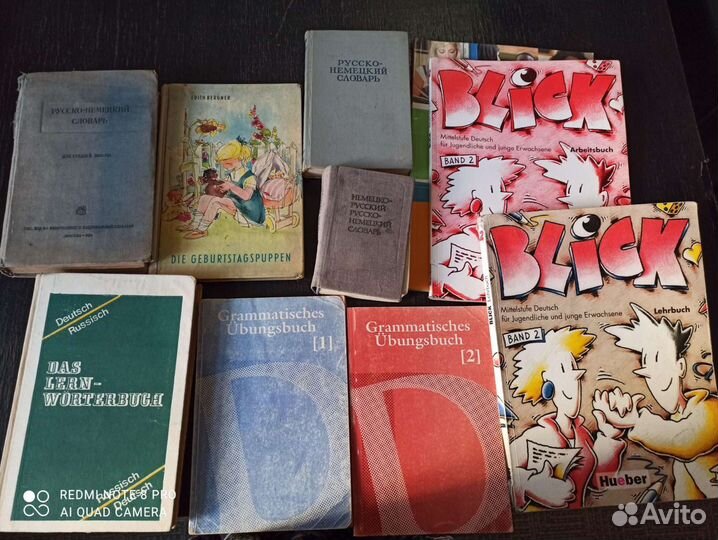 РУССКО-НЕМЕЦКИЙ
СЛОВАРЬ
EDITH BERGNER
DIE GEBURTSTAGSPUPPEN
РУССКО-
НЕМЕЦКИЙ
СЛОВАРЬ
НЕМЕЦКО-
РУССКИЙ
РУССКО-
НЕМЕЦКИЙ
СЛОВАРЬ
BLICK
Mittelstufe Deutsch
für Jugendliche und junge Erwachsene
Arbeitsbuch
BAND 2
BLICK
Mittelstufe Deutsch
für Jugendliche und junge Erwachsene
Lehrbuch
BAND 2
BLICK
Hueber
Deutsch
Russisch
DAS
LERN-
WÖRTERBUCH
Russisch
Deutsch
Grammatisches
Übungsbuch
[1]
D
Grammatisches
Übungsbuch
[2]
D
REDMI NOTE 8 PRO
AI QUAD CAMERA
Avito